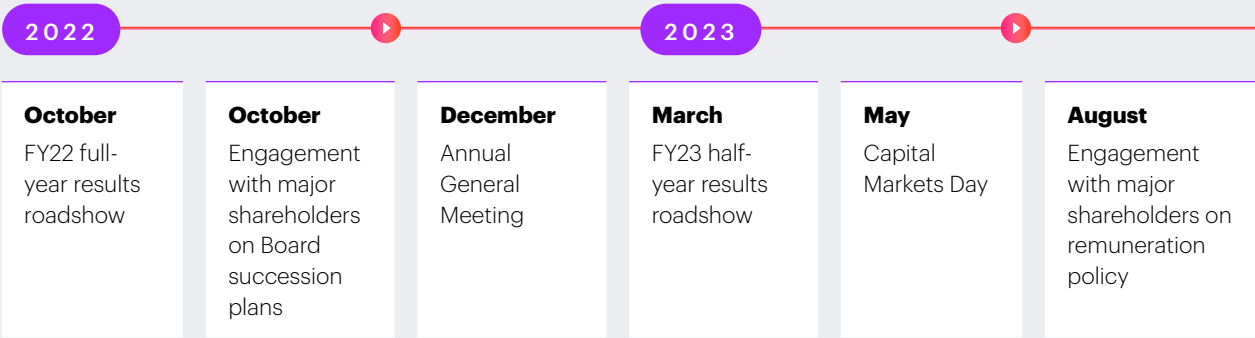 2022
2023
October
FY22 full-
year results
roadshow
October
Engagement
with major
shareholders
on Board
succession
plans
December
Annual
General
Meeting
March
FY23 half-
year results
roadshow
May
Capital
Markets Day
August
Engagement
with major
shareholders on
remuneration
policy